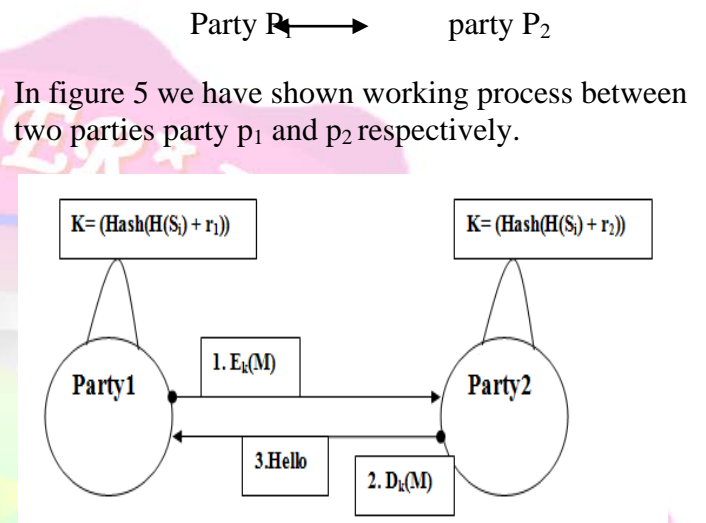 Party P₁ party P₂
In figure 5 we have shown working process between
two parties party p₁ and p₂ respectively.
K= (Hash(H(Sᵢ) + r₁))
K= (Hash(H(Sᵢ) + r₂))
1. Eₖ(M)
Party1
Party2
3.Hello
2. Dₖ(M)